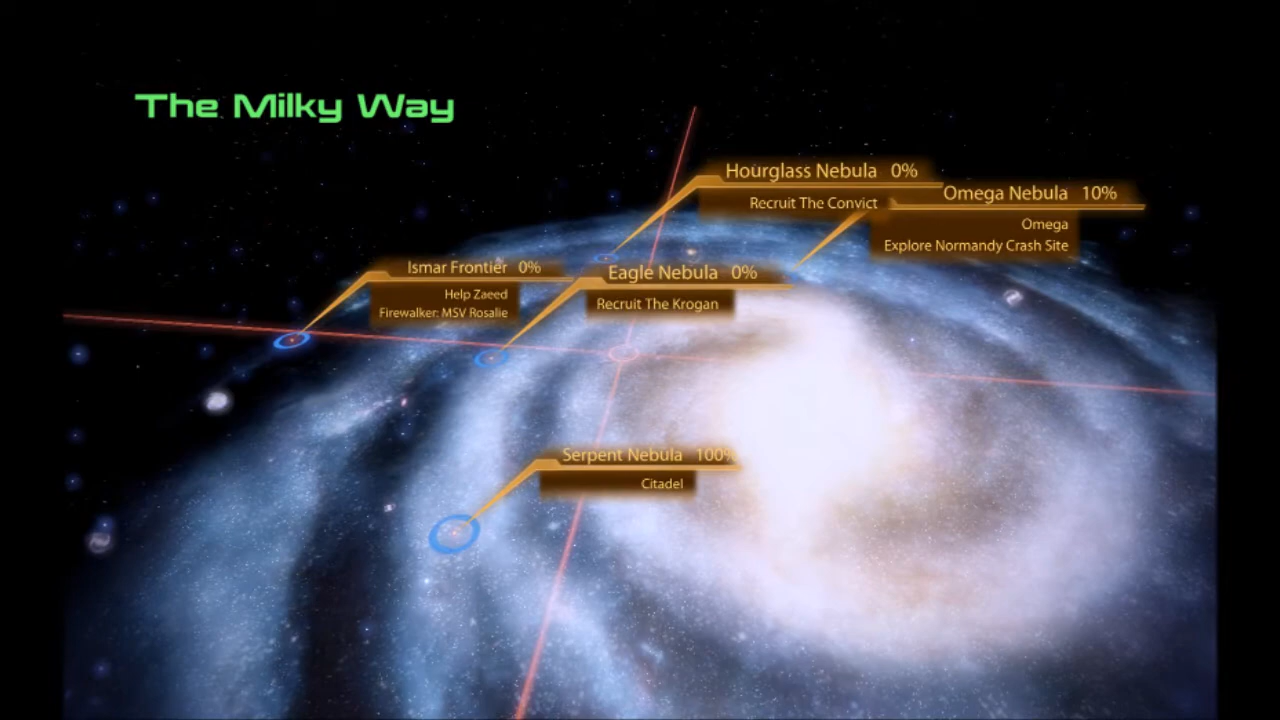 The Milky Way
Hourglass Nebula 0%
Recruit The Convict
Omega Nebula 10%
Omega
Explore Normandy Crash Site
Ismar Frontier 0%
Help Zaeed
Firewalker: MSV Rosalie
Eagle Nebula 0%
Recruit The Krogan
Serpent Nebula 100%
Citadel